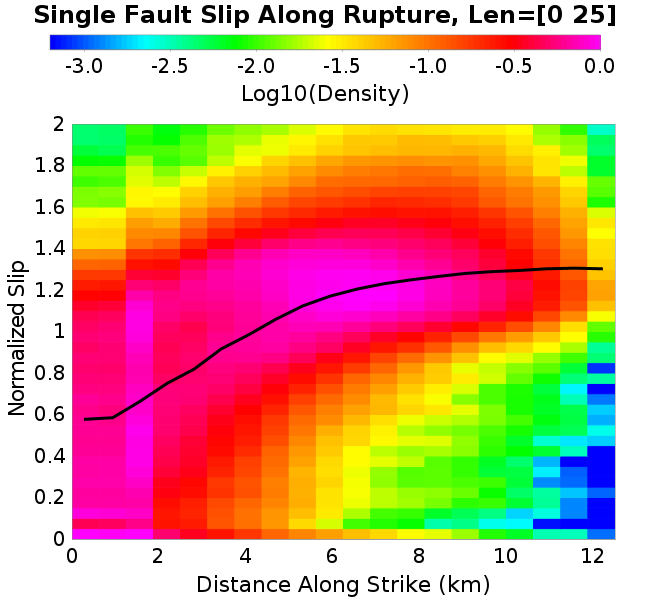 Single Fault Slip Along Rupture, Len=[0 25]
-3.0 -2.5 -2.0 -1.5 -1.0 -0.5 0.0
Log10(Density)
2
1.8
1.6
1.4
1.2
1
0.8
0.6
0.4
0.2
0
Normalized Slip
0 2 4 6 8 10 12
Distance Along Strike (km)